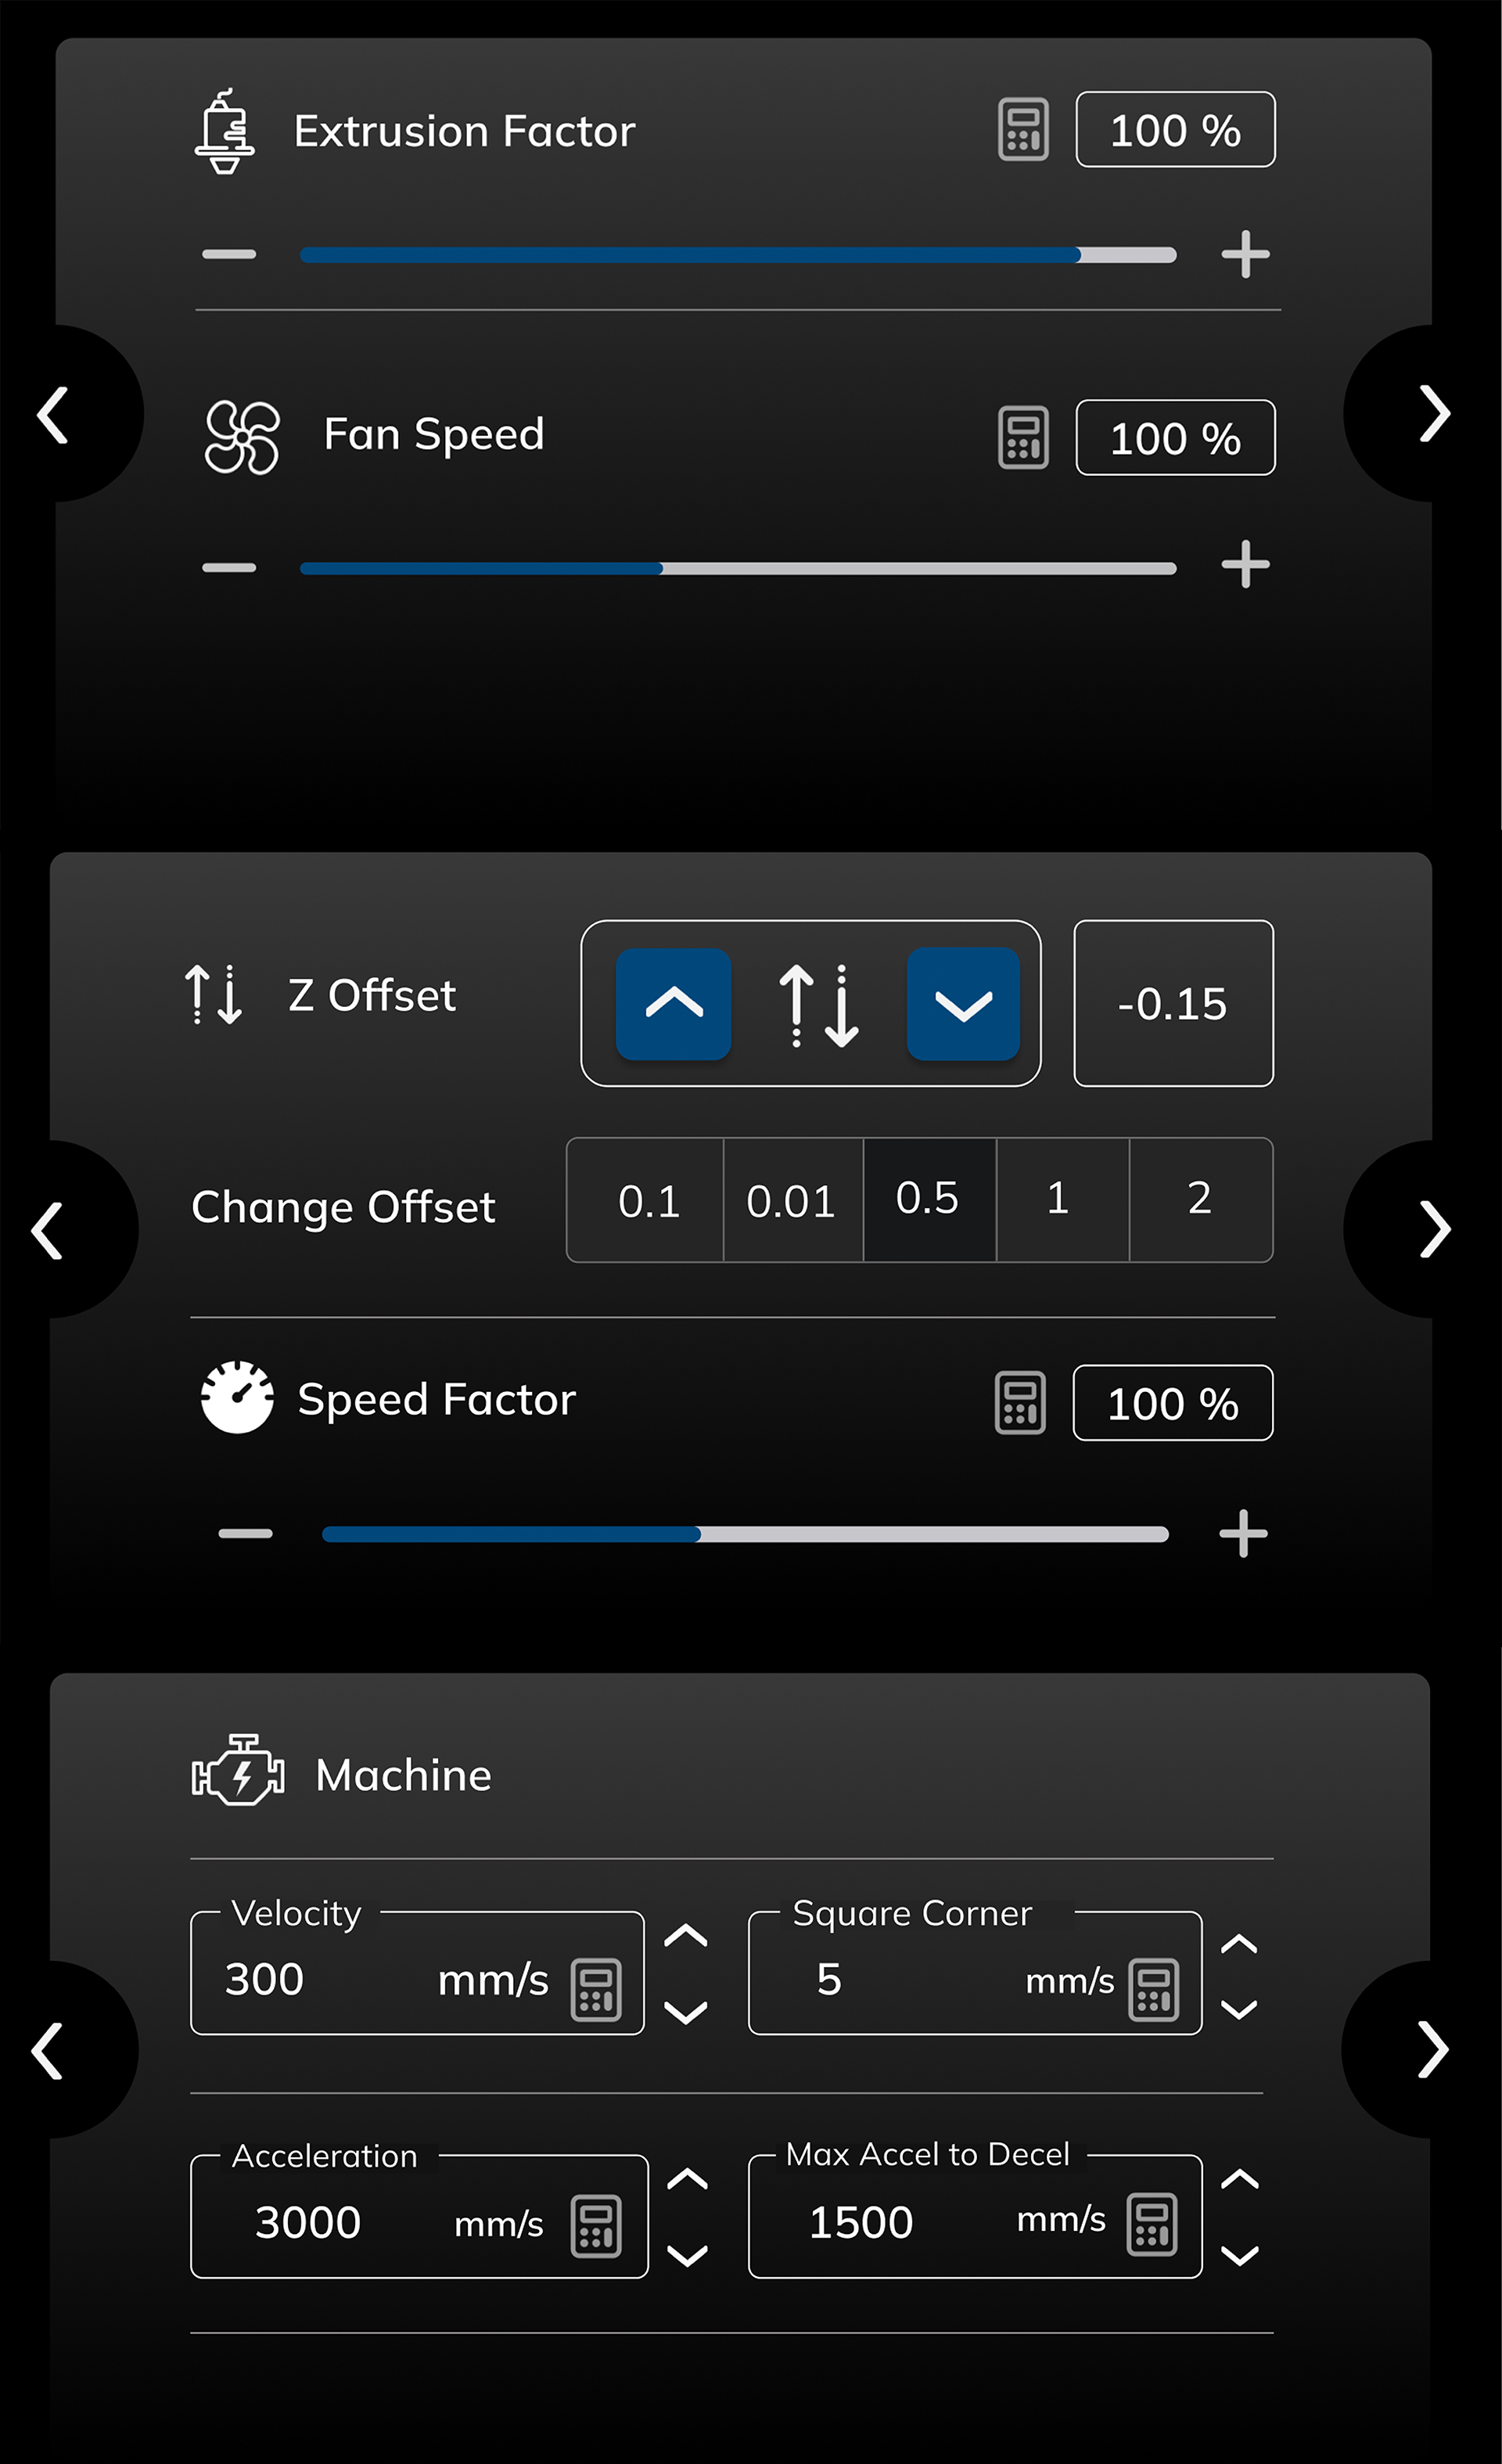 Extrusion Factor
100 %
Fan Speed
100 %
Z Offset
-0.15
Change Offset
0.1 0.01 0.5 1 2
Speed Factor
100 %
Machine
Velocity
300 mm/s
Square Corner
5 mm/s
Acceleration
3000 mm/s
Max Accel to Decel
1500 mm/s